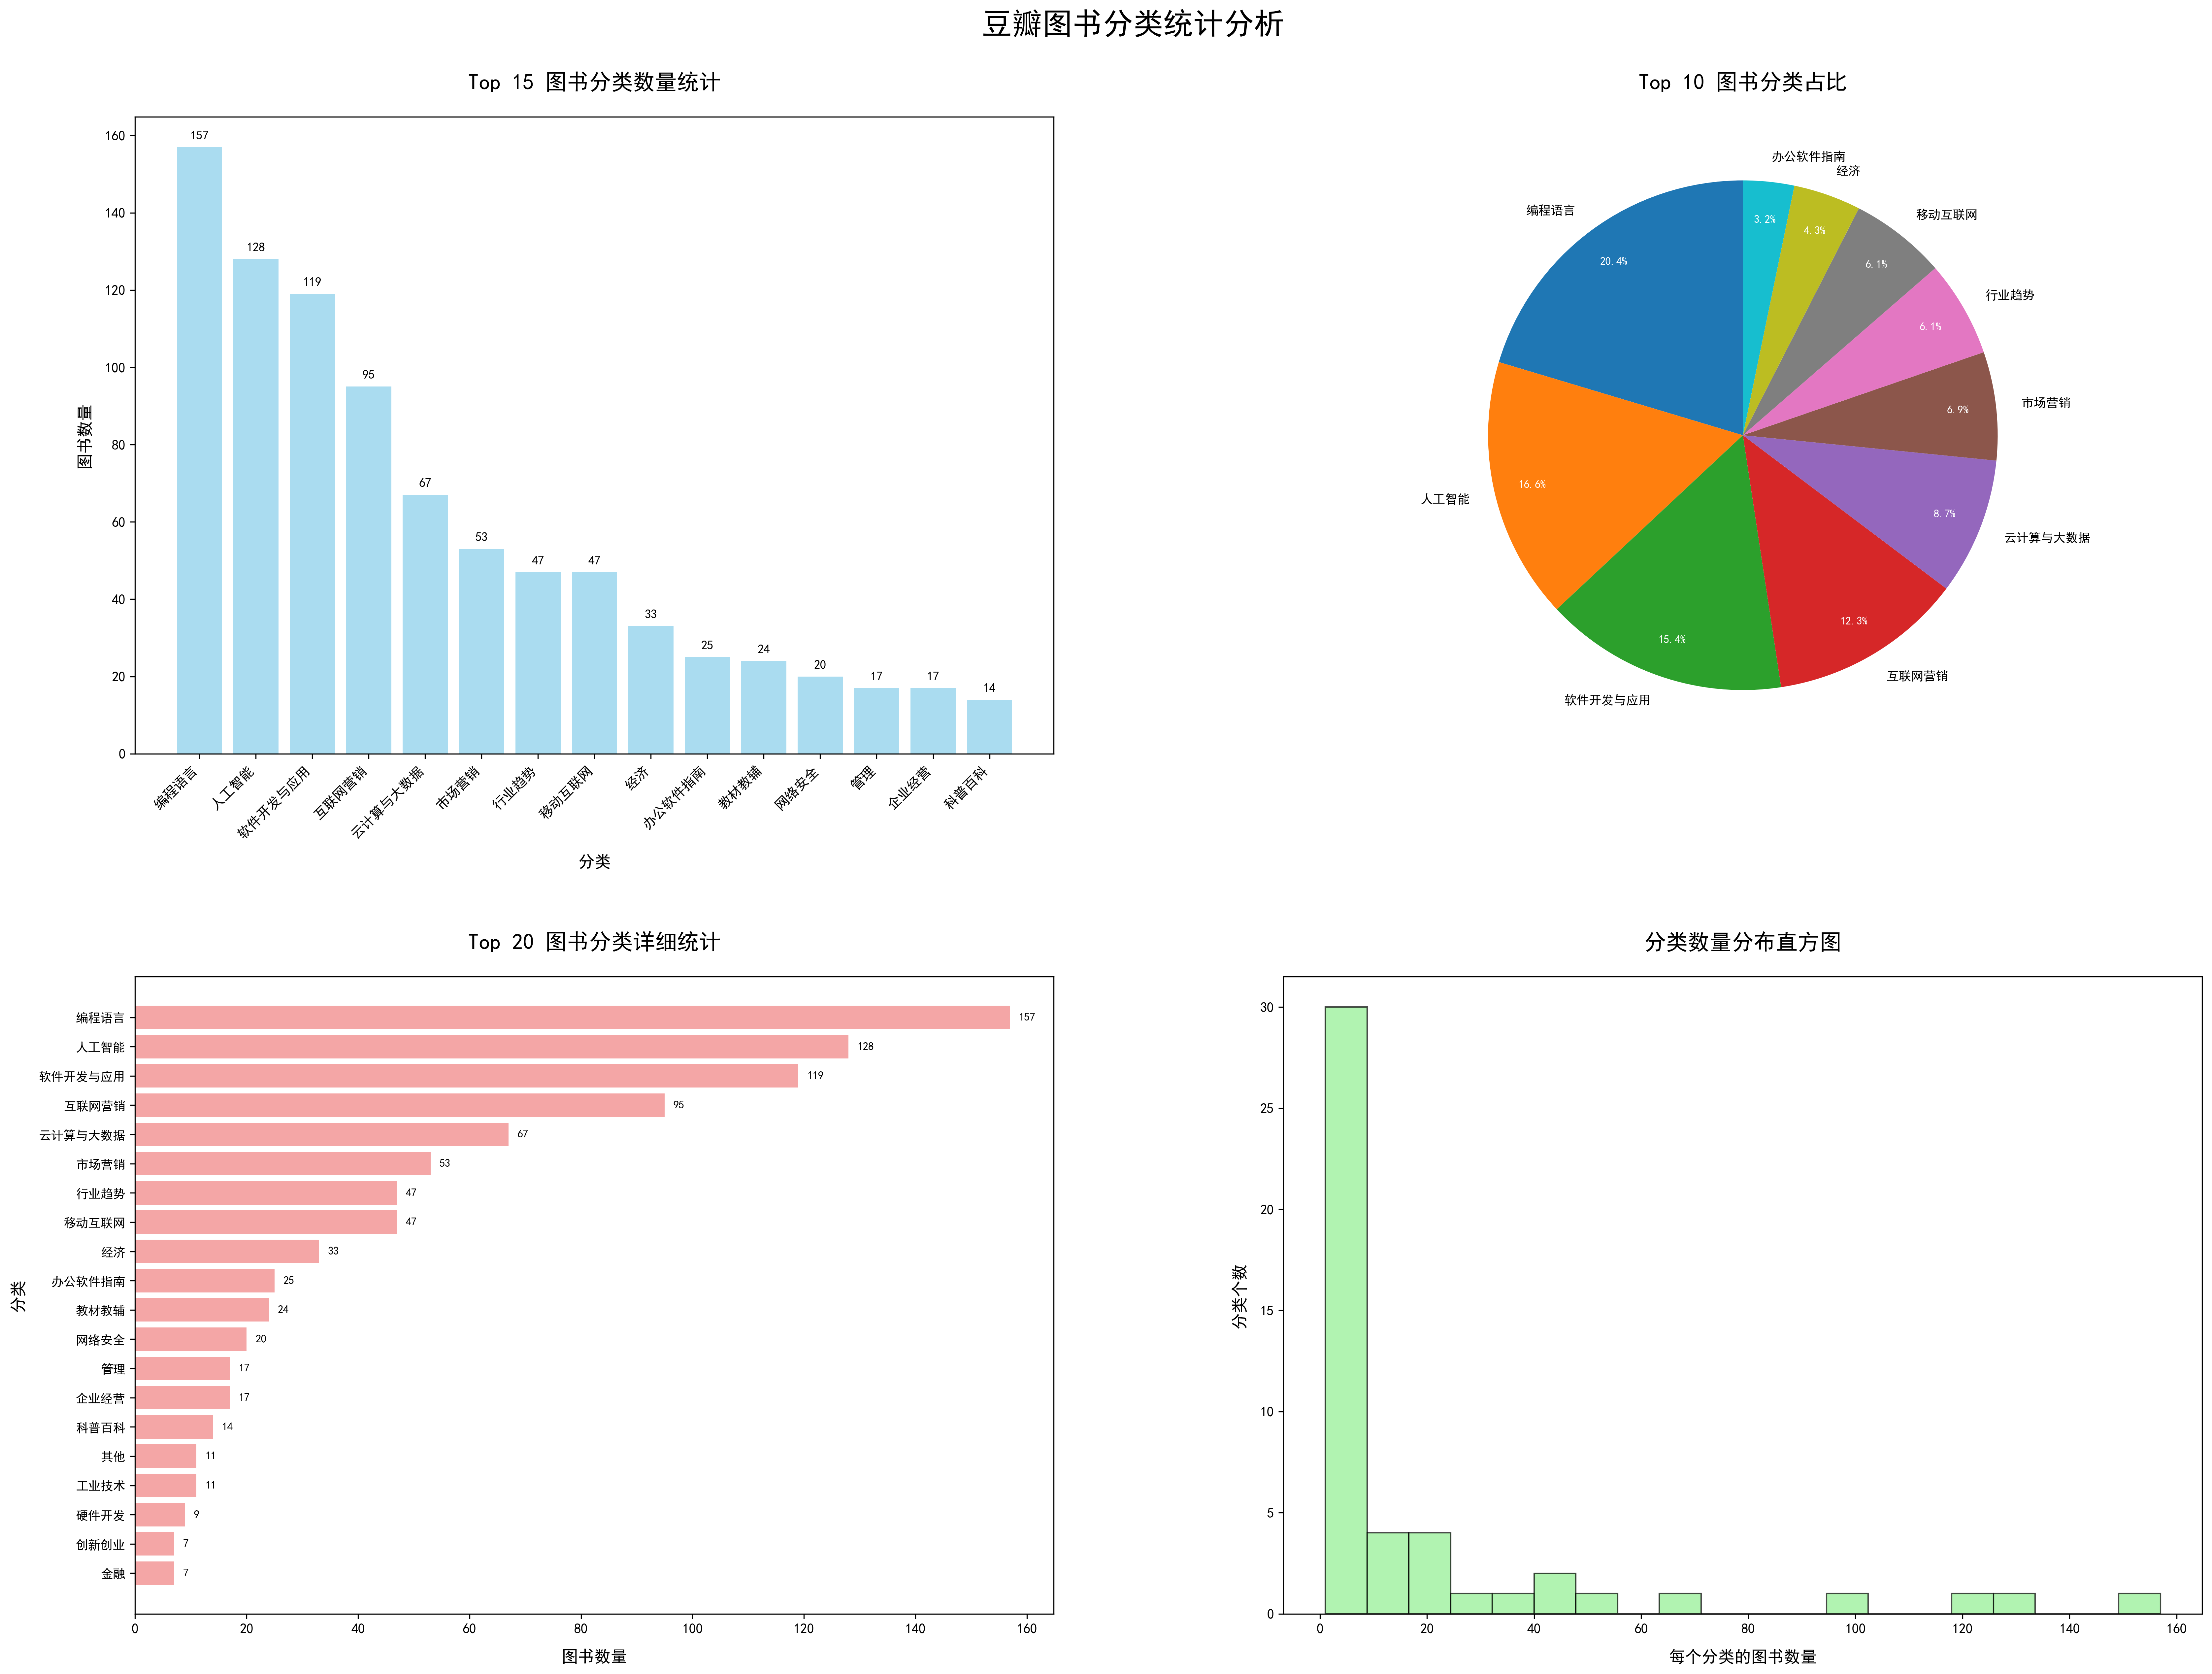 豆瓣图书分类统计分析
Top 15 图书分类数量统计
160
140
120
100
80
60
40
20
0
图书数量
157
128
119
95
67
53
47
47
33
25
24
20
17
17
14
编程语言
人工智能
软件开发与应用
互联网营销
云计算与大数据
市场营销
行业趋势
移动互联网
经济
办公软件指南
教材教辅
网络安全
管理
企业经营
科普百科
分类
Top 10 图书分类占比
编程语言
20.4%
人工智能
16.6%
软件开发与应用
15.4%
互联网营销
12.3%
云计算与大数据
8.7%
市场营销
6.9%
行业趋势
6.1%
移动互联网
6.1%
经济
4.3%
办公软件指南
3.2%
Top 20 图书分类详细统计
分类
编程语言 157
人工智能 128
软件开发与应用 119
互联网营销 95
云计算与大数据 67
市场营销 53
行业趋势 47
移动互联网 47
经济 33
办公软件指南 25
教材教辅 24
网络安全 20
管理 17
企业经营 17
科普百科 14
其他 11
工业技术 11
硬件开发 9
创新创业 7
金融 7
0 20 40 60 80 100 120 140 160
图书数量
分类数量分布直方图
30
25
20
15
10
5
0
分类个数
0 20 40 60 80 100 120 140 160
每个分类的图书数量